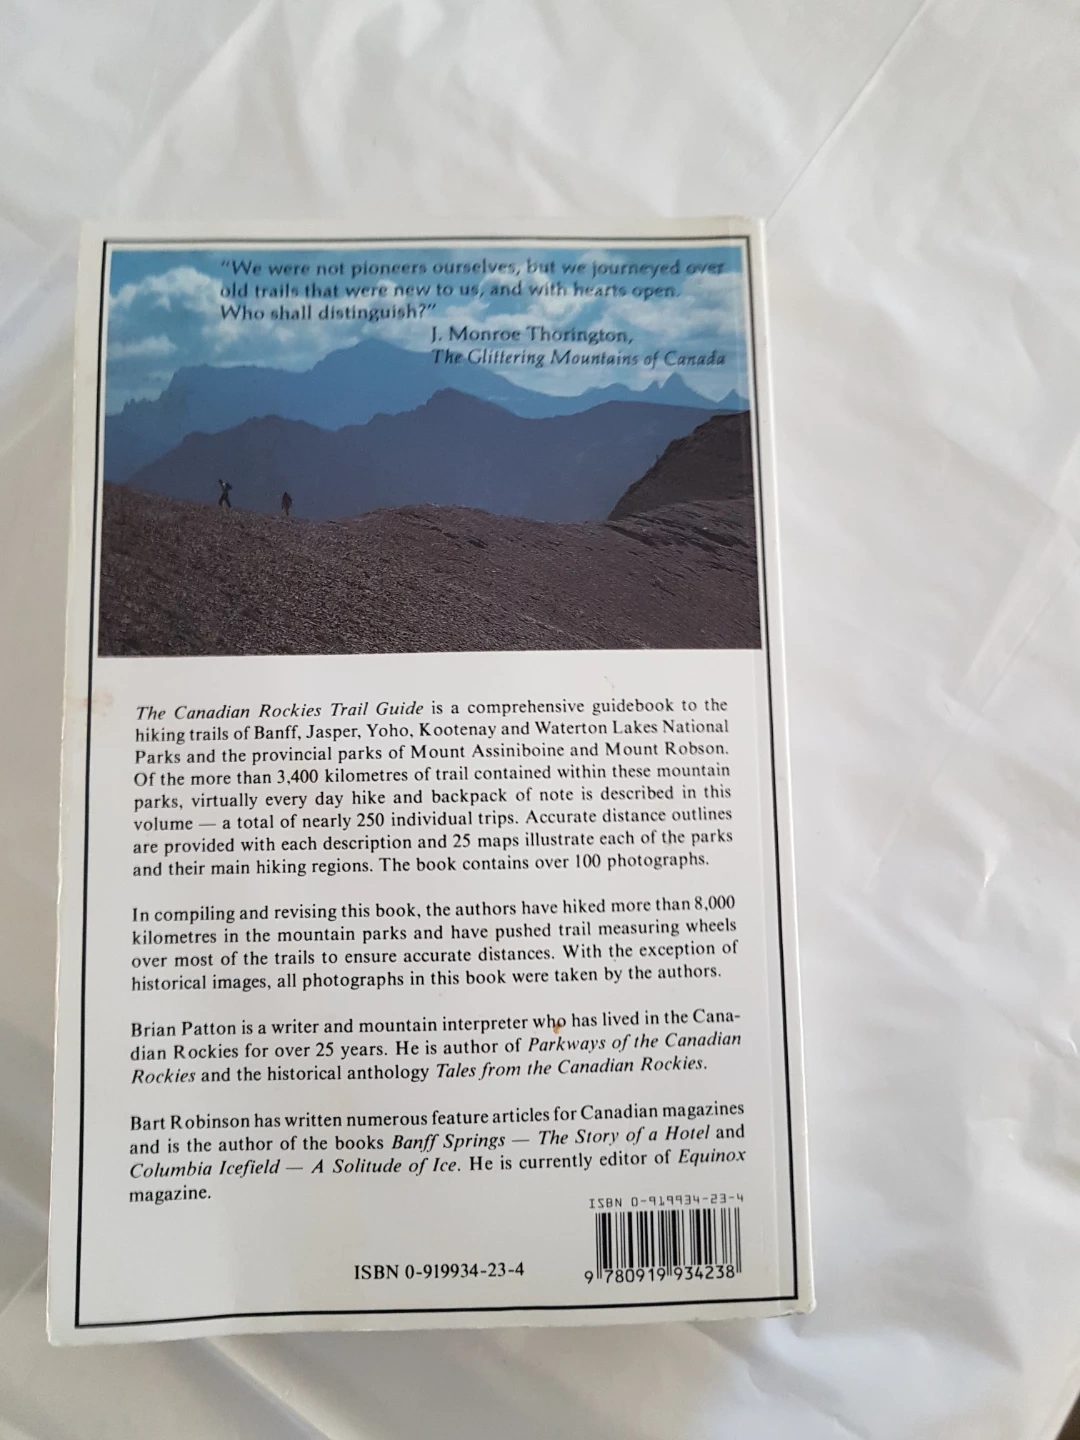 "We were not pioneers ourselves, but we journeyed over
old trails that were new to us, and with hearts open.
Who shall distinguish?"
J. Monroe Thorington,
The Glittering Mountains of Canada
The Canadian Rockies Trail Guide is a comprehensive guidebook to the
hiking trails of Banff, Jasper, Yoho, Kootenay and Waterton Lakes National
Parks and the provincial parks of Mount Assiniboine and Mount Robson.
Of the more than 3,400 kilometres of trail contained within these mountain
parks, virtually every day hike and backpack of note is described in this
volume — a total of nearly 250 individual trips. Accurate distance outlines
are provided with each description and 25 maps illustrate each of the parks
and their main hiking regions. The book contains over 100 photographs.
In compiling and revising this book, the authors have hiked more than 8,000
kilometres in the mountain parks and have pushed trail measuring wheels
over most of the trails to ensure accurate distances. With the exception of
historical images, all photographs in this book were taken by the authors.
Brian Patton is a writer and mountain interpreter who has lived in the Cana-
dian Rockies for over 25 years. He is author of Parkways of the Canadian
Rockies and the historical anthology Tales from the Canadian Rockies.
Bart Robinson has written numerous feature articles for Canadian magazines
and is the author of the books Banff Springs — The Story of a Hotel and
Columbia Icefield — A Solitude of Ice. He is currently editor of Equinox
magazine.
ISBN 0-919934-23-4
ISBN 0-919934-23-4
9 780919 934238